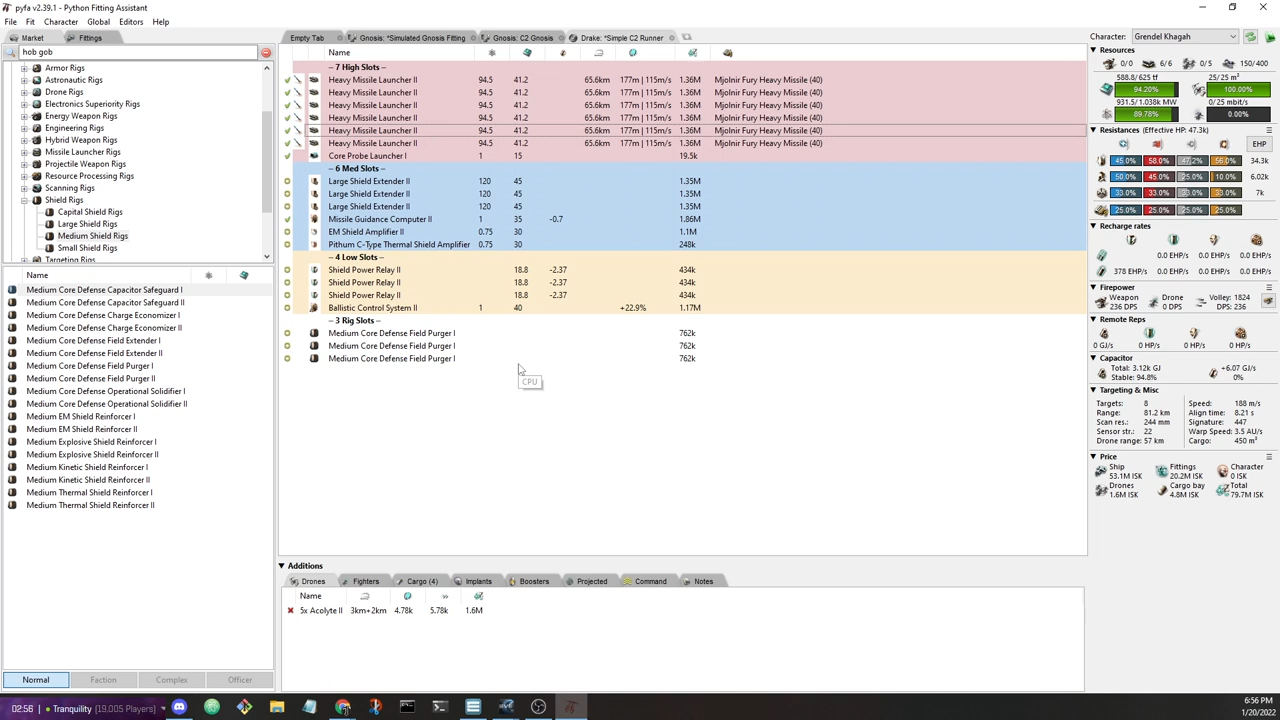 pyfa v2.39.1 - Python Fitting Assistant
File Fit Character Global Editors Help
Market Fittings
hob gob
Armor Rigs
Astronautic Rigs
Drone Rigs
Electronics Superiority Rigs
Energy Weapon Rigs
Engineering Rigs
Hybrid Weapon Rigs
Missile Launcher Rigs
Projectile Weapon Rigs
Resource Processing Rigs
Scanning Rigs
Shield Rigs
Capital Shield Rigs
Large Shield Rigs
Medium Shield Rigs
Small Shield Rigs
Targeting Rigs
Name
Medium Core Defense Capacitor Safeguard I
Medium Core Defense Capacitor Safeguard II
Medium Core Defense Charge Economizer I
Medium Core Defense Charge Economizer II
Medium Core Defense Field Extender I
Medium Core Defense Field Extender II
Medium Core Defense Field Purger I
Medium Core Defense Field Purger II
Medium Core Defense Operational Solidifier I
Medium Core Defense Operational Solidifier II
Medium EM Shield Reinforcer I
Medium EM Shield Reinforcer II
Medium Explosive Shield Reinforcer I
Medium Explosive Shield Reinforcer II
Medium Kinetic Shield Reinforcer I
Medium Kinetic Shield Reinforcer II
Medium Thermal Shield Reinforcer I
Medium Thermal Shield Reinforcer II
Normal Faction Complex Officer
Empty Tab Gnosis: *Simulated Gnosis Fitting Gnosis: C2 Gnosis Drake: *Simple C2 Runner
Name
– 7 High Slots –
Heavy Missile Launcher II 94.5 41.2 65.6km 177m | 115m/s 1.36M Mjolnir Fury Heavy Missile (40)
Heavy Missile Launcher II 94.5 41.2 65.6km 177m | 115m/s 1.36M Mjolnir Fury Heavy Missile (40)
Heavy Missile Launcher II 94.5 41.2 65.6km 177m | 115m/s 1.36M Mjolnir Fury Heavy Missile (40)
Heavy Missile Launcher II 94.5 41.2 65.6km 177m | 115m/s 1.36M Mjolnir Fury Heavy Missile (40)
Heavy Missile Launcher II 94.5 41.2 65.6km 177m | 115m/s 1.36M Mjolnir Fury Heavy Missile (40)
Heavy Missile Launcher II 94.5 41.2 65.6km 177m | 115m/s 1.36M Mjolnir Fury Heavy Missile (40)
Core Probe Launcher I 1 15 19.5k
– 6 Med Slots –
Large Shield Extender II 120 45 1.35M
Large Shield Extender II 120 45 1.35M
Large Shield Extender II 120 45 1.35M
Missile Guidance Computer II 1 35 -0.7 1.86M
EM Shield Amplifier II 0.75 30 1.1M
Pithum C-Type Thermal Shield Amplifier 0.75 30 248k
– 4 Low Slots –
Shield Power Relay II 18.8 -2.37 434k
Shield Power Relay II 18.8 -2.37 434k
Shield Power Relay II 18.8 -2.37 434k
Ballistic Control System II 1 40 +22.9% 1.17M
– 3 Rig Slots –
Medium Core Defense Field Purger I 762k
Medium Core Defense Field Purger I 762k
Medium Core Defense Field Purger I 762k
CPU
Additions
Drones Fighters Cargo (4) Implants Boosters Projected Command Notes
Name
5x Acolyte II 3km+2km 4.78k 5.78k 1.6M
Character: Grendel Khagah
Resources
0/0 6/6 0/5 150/400
588.8/625 tf 25/25 m³
94.20% 100.00%
931.5/1.038k MW 0/25 mbit/s
89.78% 0.00%
Resistances (Effective HP: 47.3k)
EHP
45.0% 58.0% 47.2% 56.0% 34.3k
50.0% 45.0% 25.0% 10.0% 6.02k
33.0% 33.0% 33.0% 33.0% 7k
25.0% 25.0% 25.0% 25.0%
Recharge rates
0.0 EHP/s 0.0 EHP/s 0.0 EHP/s
378 EHP/s 0.0 EHP/s 0.0 EHP/s 0.0 EHP/s
Firepower
Weapon 236 DPS Drone 0 DPS Volley: 1824 DPS: 236
Remote Reps
0 GJ/s 0 HP/s 0 HP/s 0 HP/s
Capacitor
Total: 3.12k GJ +6.07 GJ/s
Stable: 94.8% 0%
Targeting & Misc
Targets: 8 Speed: 188 m/s
Range: 81.2 km Align time: 8.21 s
Scan res.: 244 mm Signature: 447
Sensor str.: 22 Warp Speed: 3.5 AU/s
Drone range: 57 km Cargo: 450 m³
Price
Ship 53.1M ISK Fittings 20.2M ISK Character 0 ISK
Drones 1.6M ISK Cargo bay 4.8M ISK Total 79.7M ISK
02:56 Tranquility (19,005 Players)
6:56 PM
1/20/2022